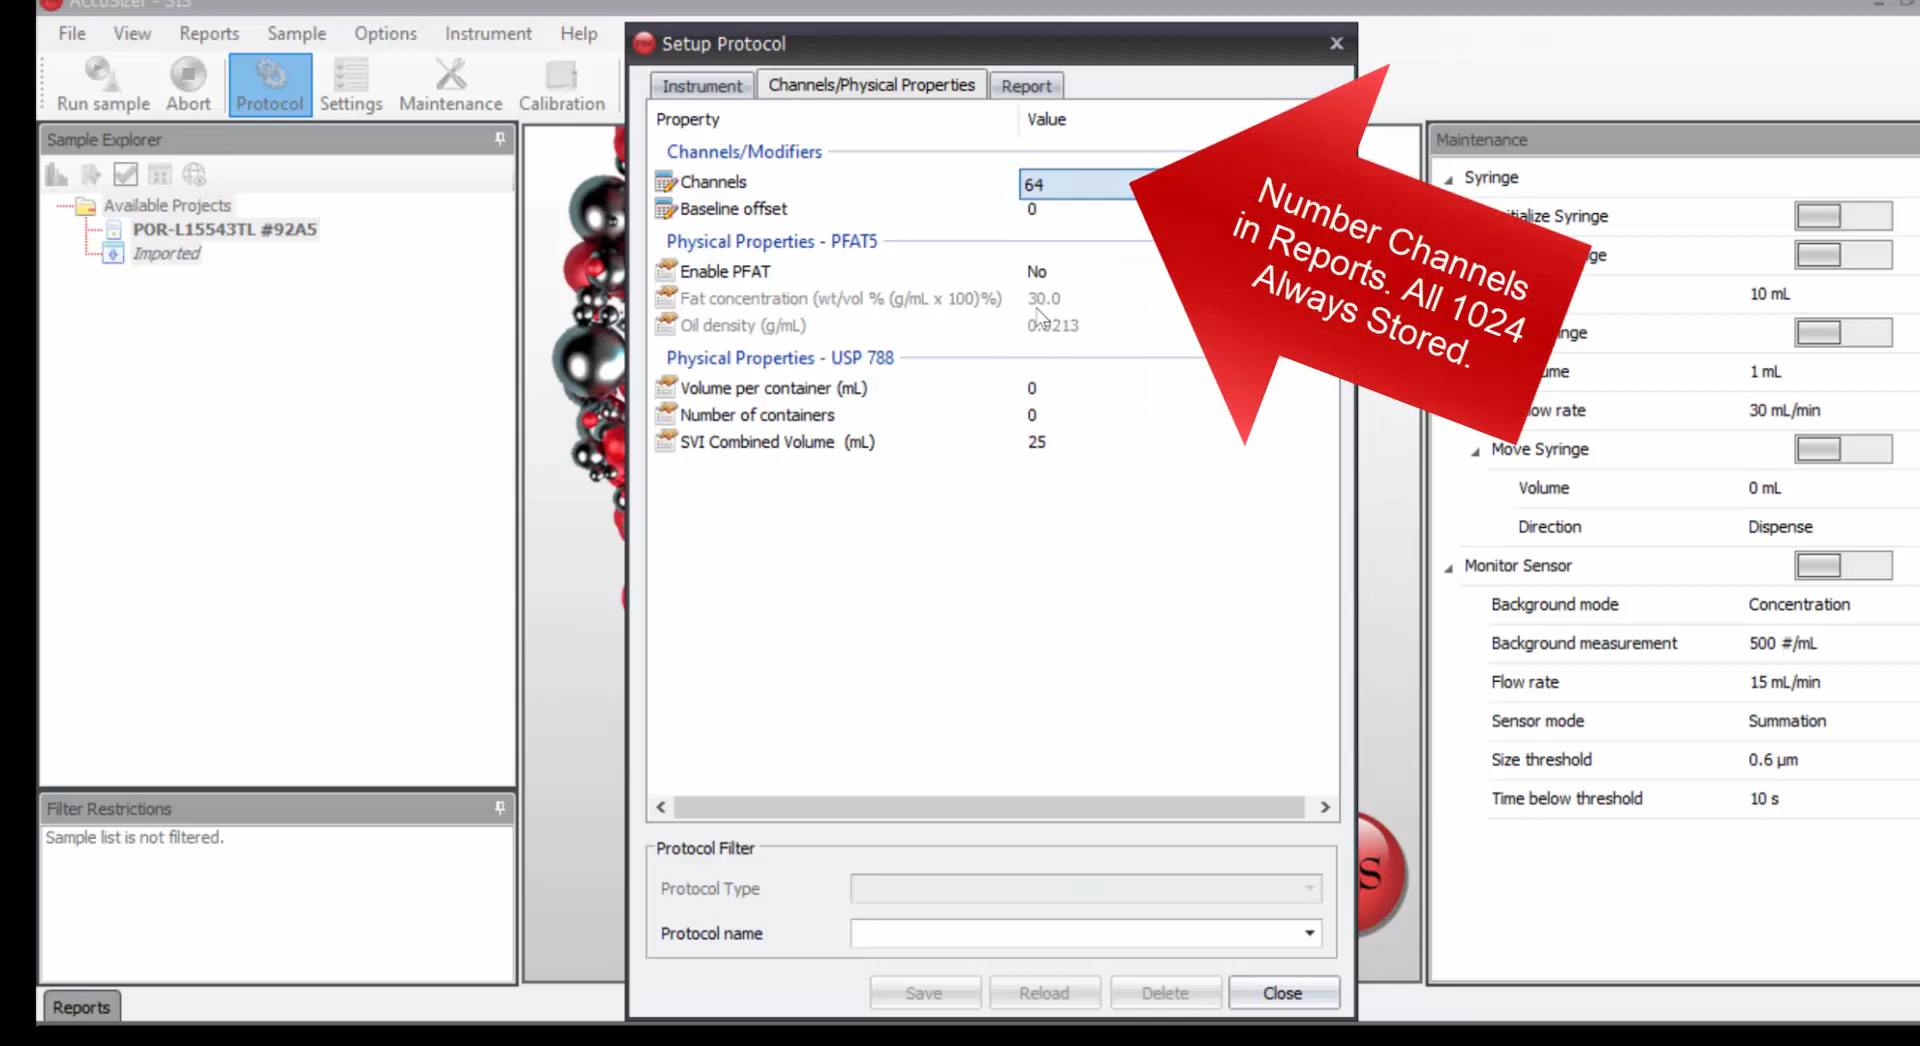 AccuSizer - SIS
File View Reports Sample Options Instrument Help
Run sample Abort Protocol Settings Maintenance Calibration
Sample Explorer
Available Projects
POR-L15543TL #92A5
Imported
Filter Restrictions
Sample list is not filtered.
Reports
Setup Protocol
Instrument Channels/Physical Properties Report
Property Value
Channels/Modifiers
Channels 64
Baseline offset 0
Physical Properties - PFAT5
Enable PFAT No
Fat concentration (wt/vol % (g/mL x 100)%) 30.0
Oil density (g/mL) 0.9213
Physical Properties - USP 788
Volume per container (mL) 0
Number of containers 0
SVI Combined Volume (mL) 25
Protocol Filter
Protocol Type
Protocol name
Save Reload Delete Close
Number Channels
in Reports. All 1024
Always Stored.
S
Maintenance
Syringe
Syringe
10 mL
1 mL
30 mL/min
Move Syringe
Volume 0 mL
Direction Dispense
Monitor Sensor
Background mode Concentration
Background measurement 500 #/mL
Flow rate 15 mL/min
Sensor mode Summation
Size threshold 0.6 µm
Time below threshold 10 s